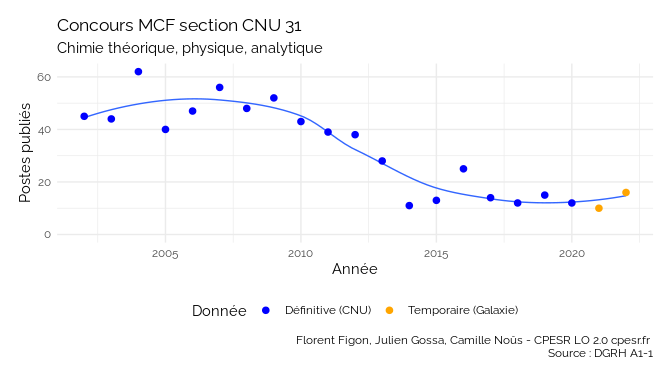 Concours MCF section CNU 31
Chimie théorique, physique, analytique
Postes publiés
60
40
20
0
2005 2010 2015 2020
Année
Donnée Définitive (CNU) Temporaire (Galaxie)
Florent Figon, Julien Gossa, Camille Noûs - CPESR LO 2.0 cpesr.fr
Source : DGRH A1-1